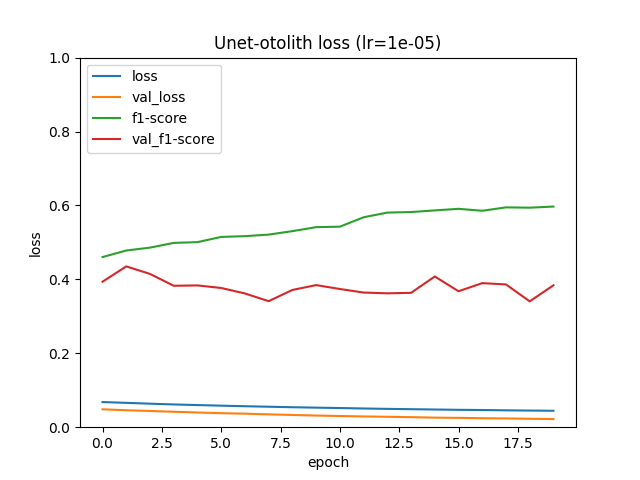 Unet-otolith loss (lr=1e-05)
1.0
0.8
0.6
0.4
0.2
0.0
loss
loss
val_loss
f1-score
val_f1-score
0.0 2.5 5.0 7.5 10.0 12.5 15.0 17.5
epoch